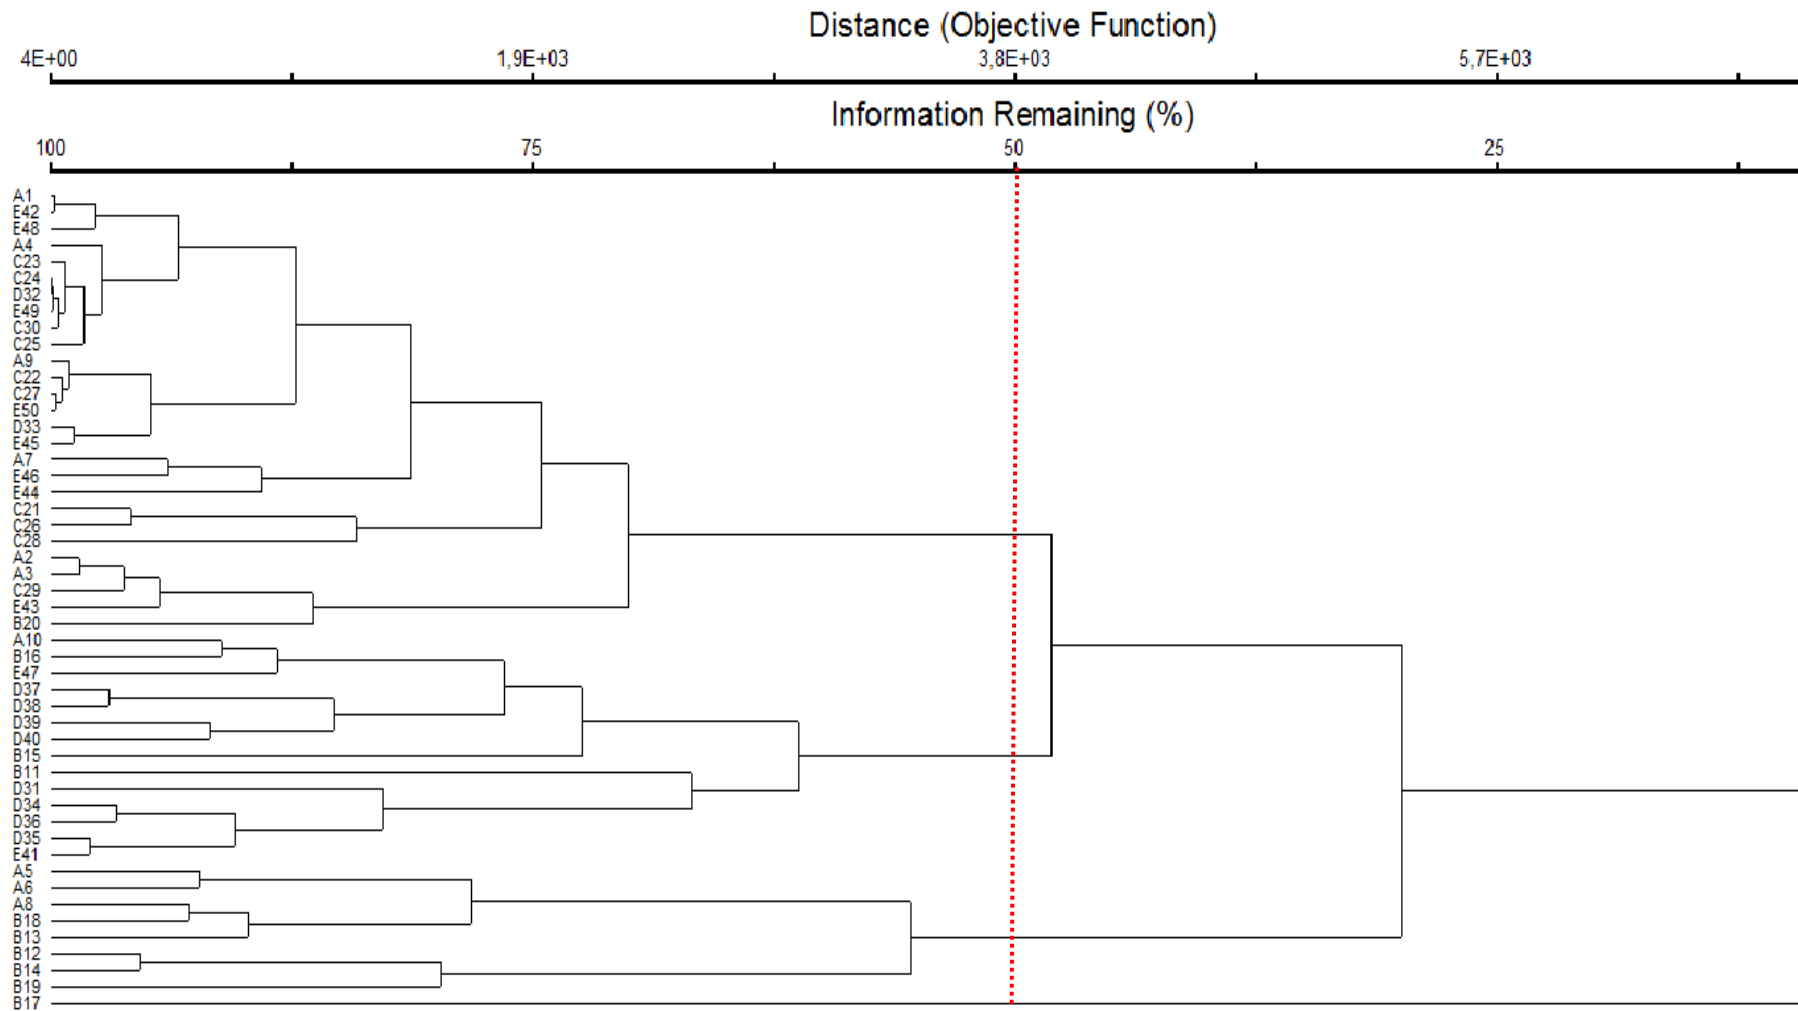 Distance (Objective Function)
4E+00 1,9E+03 3,8E+03 5,7E+03
Information Remaining (%)
100 75 50 25
A1
E42
E48
A4
C23
C24
D32
E49
C30
C25
A9
C22
C27
E50
D33
E45
A7
E46
E44
C21
C26
C28
A2
A3
C29
E43
B20
A10
B16
E47
D37
D38
D39
D40
B15
B11
D31
D34
D36
D35
E41
A5
A6
A8
B18
B13
B12
B14
B19
B17